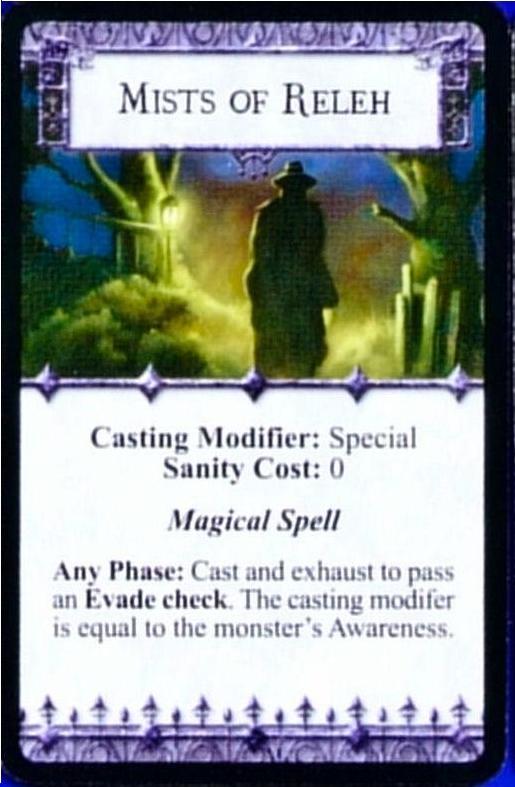 MISTS OF RELEH
Casting Modifier: Special
Sanity Cost: 0
Magical Spell
Any Phase: Cast and exhaust to pass
an Evade check. The casting modifer
is equal to the monster's Awareness.